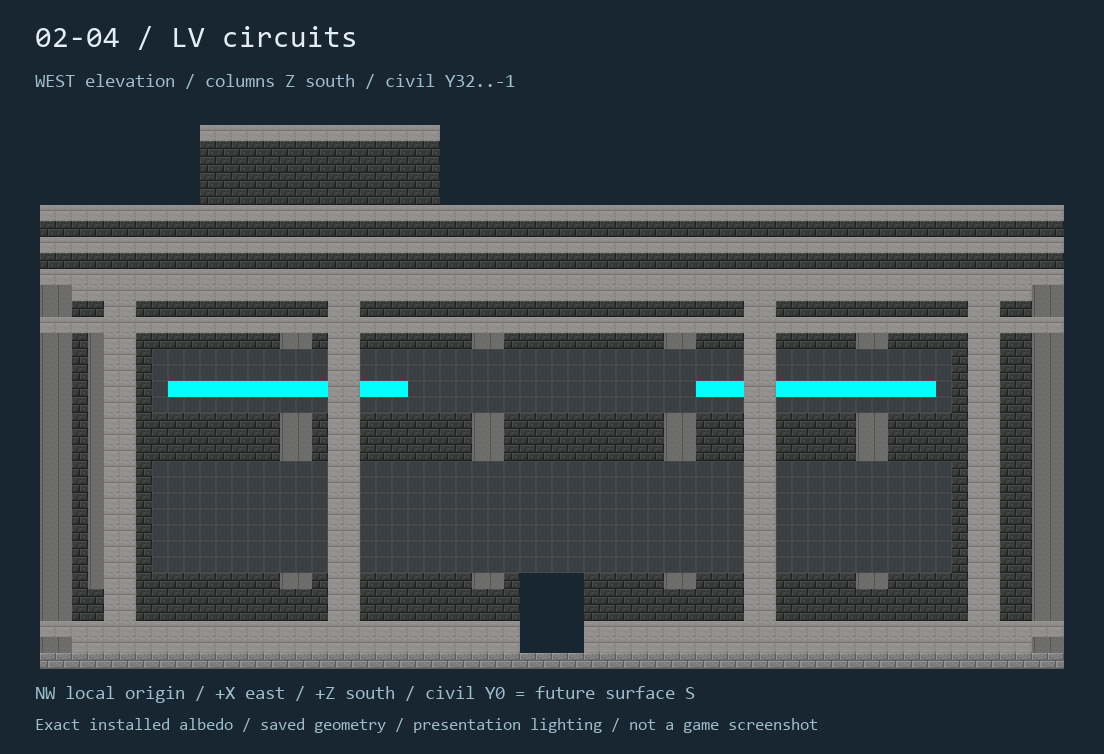 02-04 / LV circuits
WEST elevation / columns Z south / civil Y32..-1
NW local origin / +X east / +Z south / civil Y0 = future surface S
Exact installed albedo / saved geometry / presentation lighting / not a game screenshot